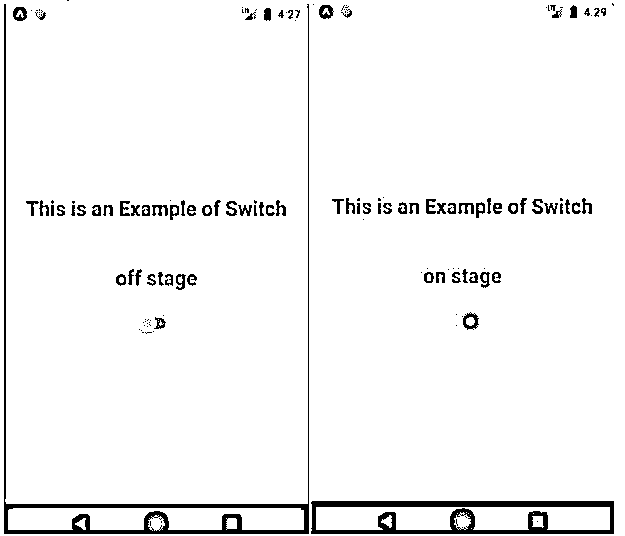 4:27
This is an Example of Switch
off stage
4:29
This is an Example of Switch
on stage